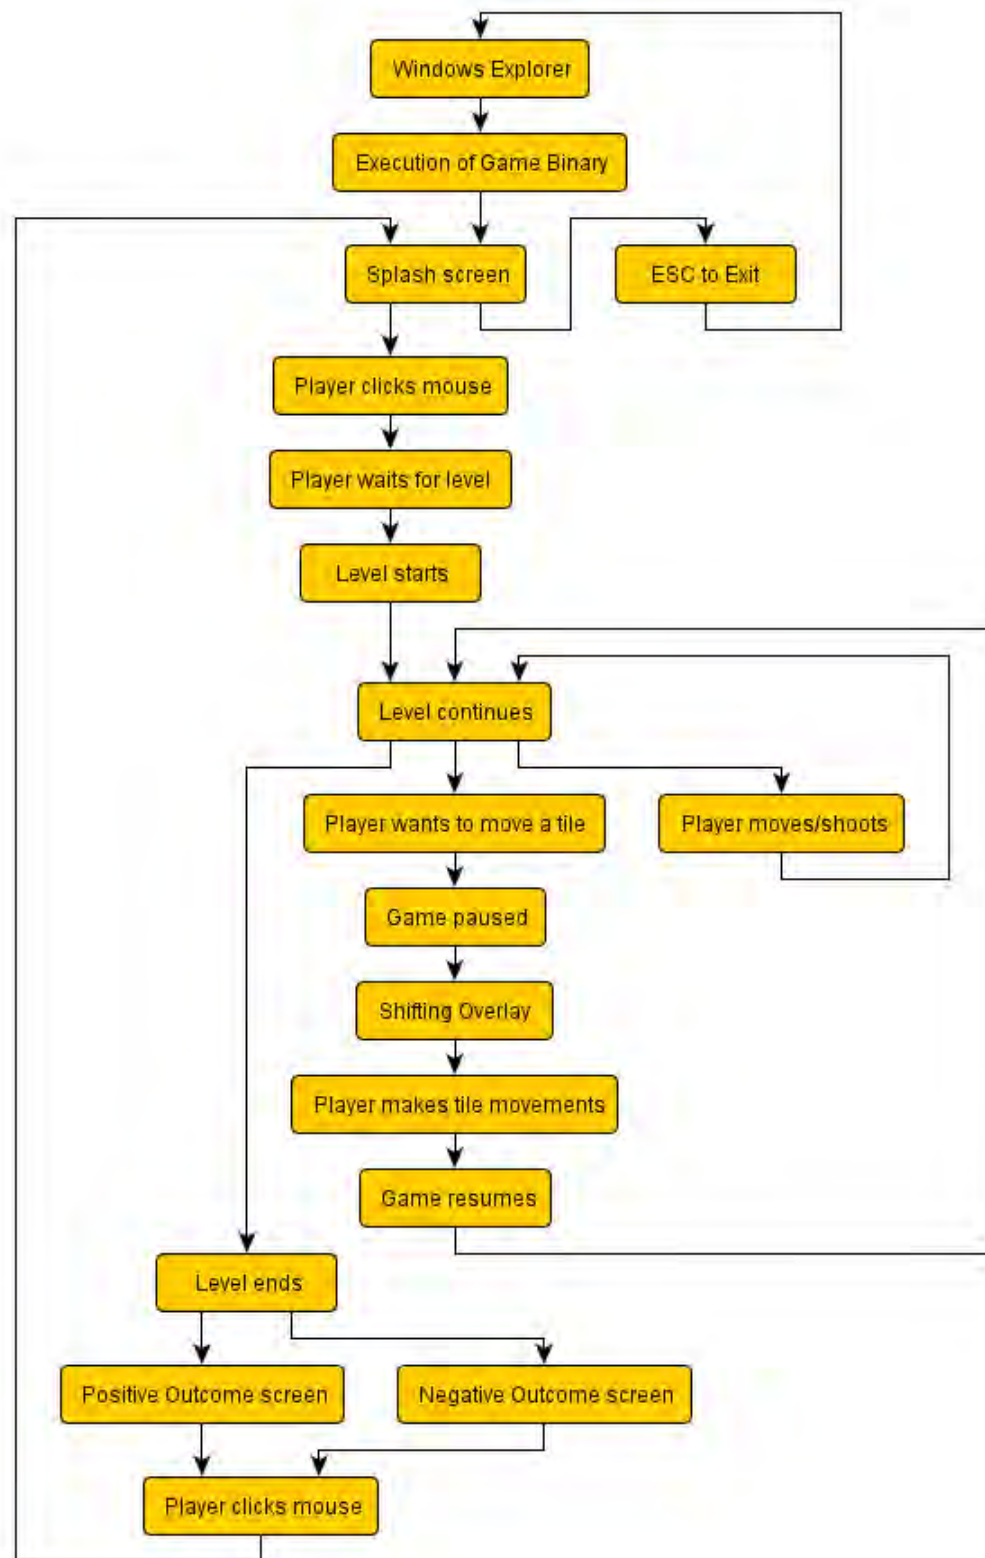 Windows Explorer
Execution of Game Binary
Splash screen
ESC to Exit
Player clicks mouse
Player waits for level
Level starts
Level continues
Player wants to move a tile
Player moves/shoots
Game paused
Shifting Overlay
Player makes tile movements
Game resumes
Level ends
Positive Outcome screen
Negative Outcome screen
Player clicks mouse